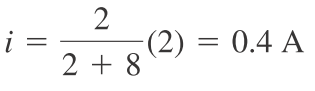 i = 2/(2 + 8) (2) = 0.4 A